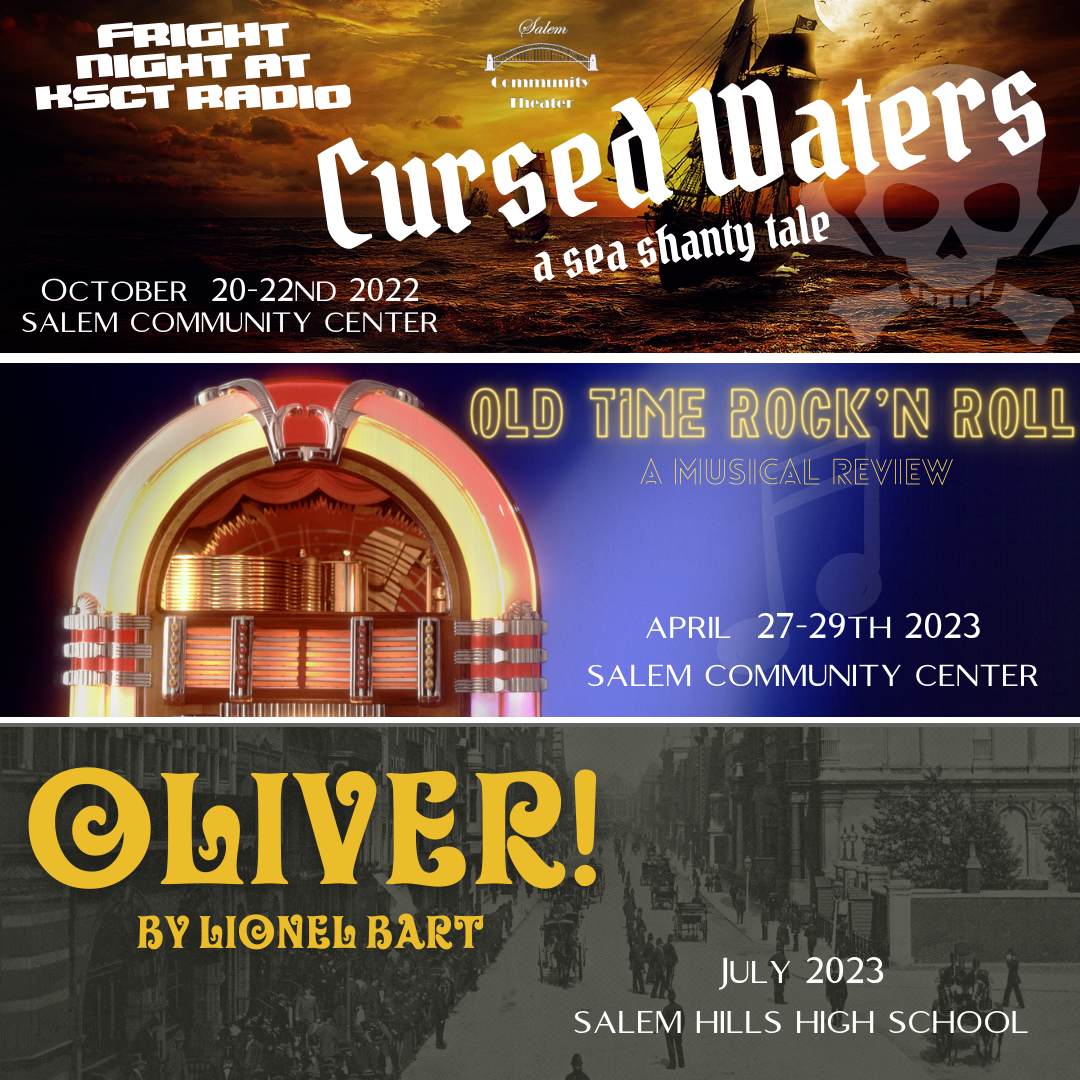 FRIGHT
NIGHT AT
KSCT RADIO
Salem
Community
Theater
Cursed Waters
a sea shanty tale
October 20-22nd 2022
Salem Community Center
OLD TIME ROCK'N ROLL
A MUSICAL REVIEW
April 27-29th 2023
Salem Community Center
OLIVER!
BY LIONEL BART
July 2023
Salem Hills High School